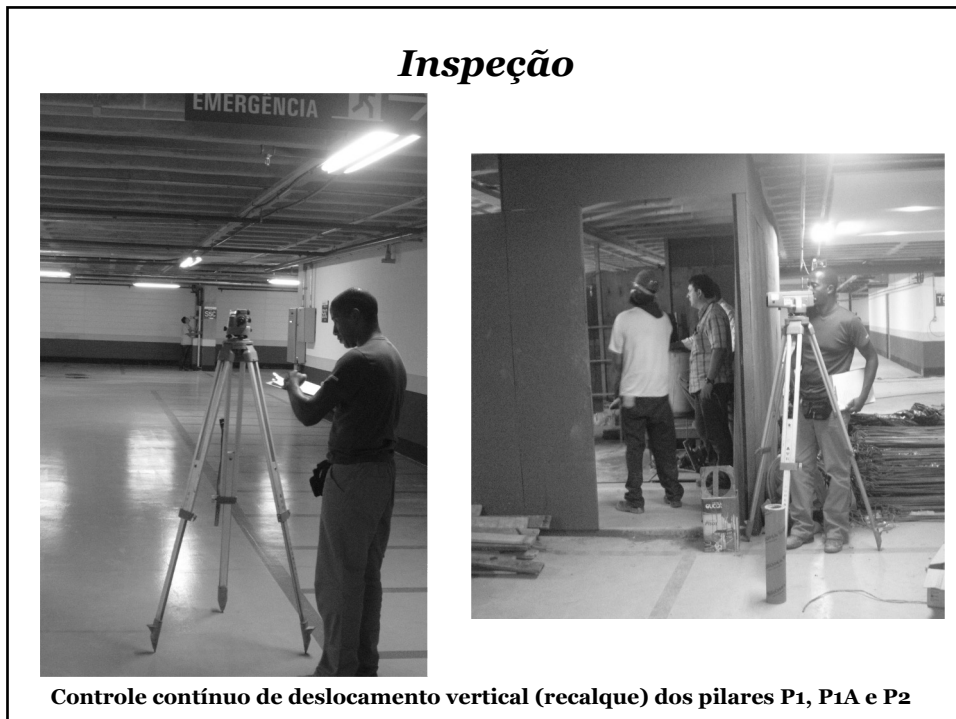 Inspeção
EMERGÊNCIA
Controle contínuo de deslocamento vertical (recalque) dos pilares P1, P1A e P2